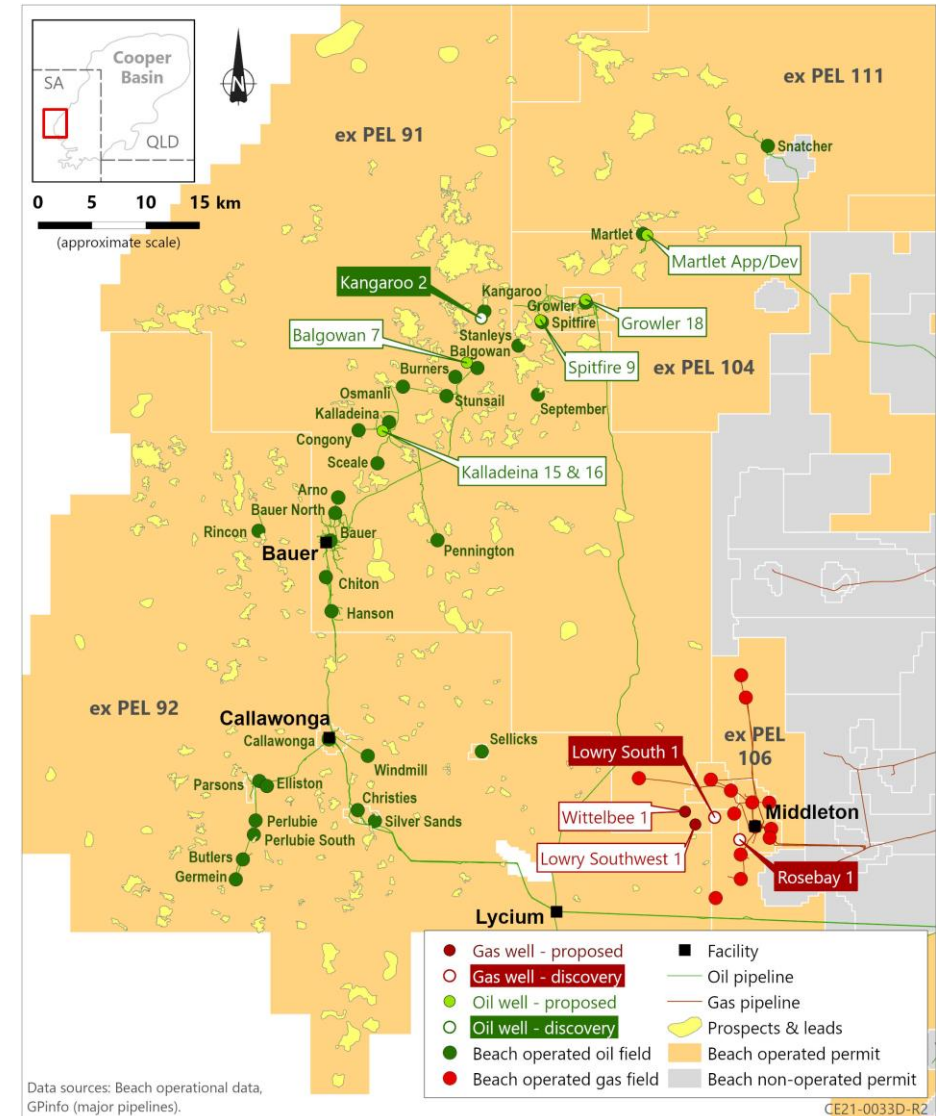 Cooper
Basin
SA
QLD
N
ex PEL 111
ex PEL 91
Snatcher
0 5 10 15 km
(approximate scale)
Martlet
Martlet App/Dev
Kangaroo 2
Kangaroo
Growler
Spitfire
Growler 18
Stanleys
Balgowan 7
Balgowan
Spitfire 9
Burners
ex PEL 104
Osmanli
Stunsail
September
Kalladeina
Congony
Sceale
Kalladeina 15 & 16
Arno
Bauer North
Rincon
Bauer
Bauer
Pennington
Chiton
Hanson
ex PEL 92
Callawonga
Callawonga
Sellicks
ex PEL
106
Windmill
Lowry South 1
Parsons
Elliston
Christies
Wittelbee 1
Middleton
Perlubie
Silver Sands
Perlubie South
Lowry Southwest 1
Butlers
Germein
Rosebay 1
Lycium
Gas well - proposed
Gas well - discovery
Oil well - proposed
Oil well - discovery
Beach operated oil field
Beach operated gas field
Facility
Oil pipeline
Gas pipeline
Prospects & leads
Beach operated permit
Beach non-operated permit
Data sources: Beach operational data,
GPinfo (major pipelines).
CE21-0033D-R2